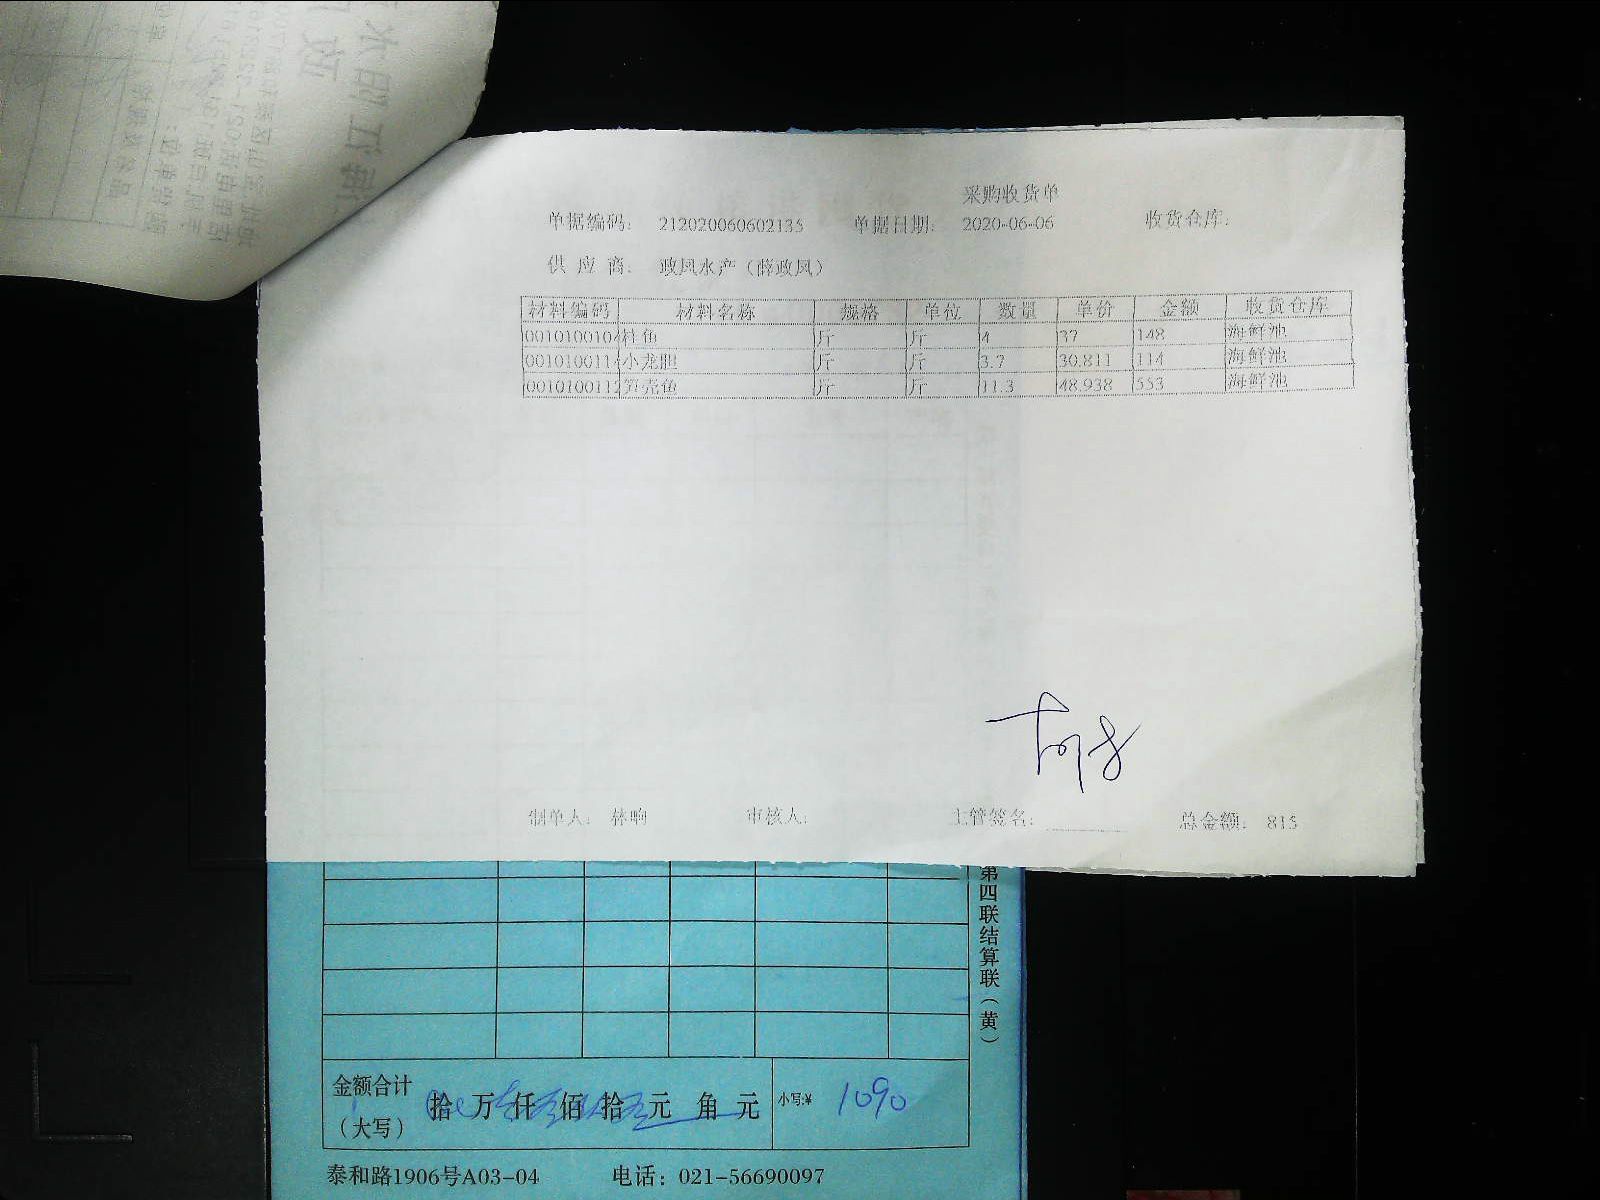 采购收货单
单据编码: 212020060602135 单据日期: 2020-06-06 收货仓库:
供 应 商: 政凤水产（薛政凤）
材料编码 材料名称 规格 单位 数量 单价 金额 收货仓库
0010100104 桂鱼 斤 斤 4 37 148 海鲜池
001010011 小龙胆 斤 斤 3.7 30.811 114 海鲜池
0010100112 笋壳鱼 斤 斤 11.3 48.938 553 海鲜池
制单人: 林响 审核人: 主管签名: 总金额: 815
第四联结算联（黄）
金额合计
（大写） 拾 万 仟 佰 拾 元 角 元 小写:¥ 1090
泰和路1906号A03-04 电话：021-56690097